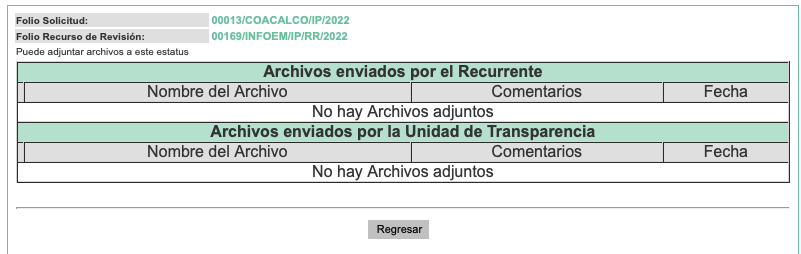 Folio Solicitud: 00013/COACALCO/IP/2022
Folio Recurso de Revisión: 00169/INFOEM/IP/RR/2022
Puede adjuntar archivos a este estatus
Archivos enviados por el Recurrente
Nombre del Archivo Comentarios Fecha
No hay Archivos adjuntos
Archivos enviados por la Unidad de Transparencia
Nombre del Archivo Comentarios Fecha
No hay Archivos adjuntos
Regresar